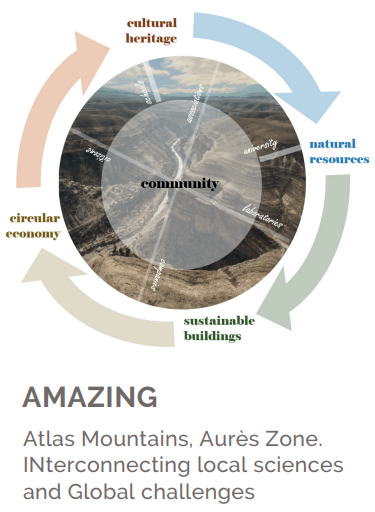 cultural
heritage
natural
resources
university
community
laboratories
circular
economy
sustainable
buildings
AMAZING
Atlas Mountains, Aurès Zone.
INterconnecting local sciences
and Global challenges